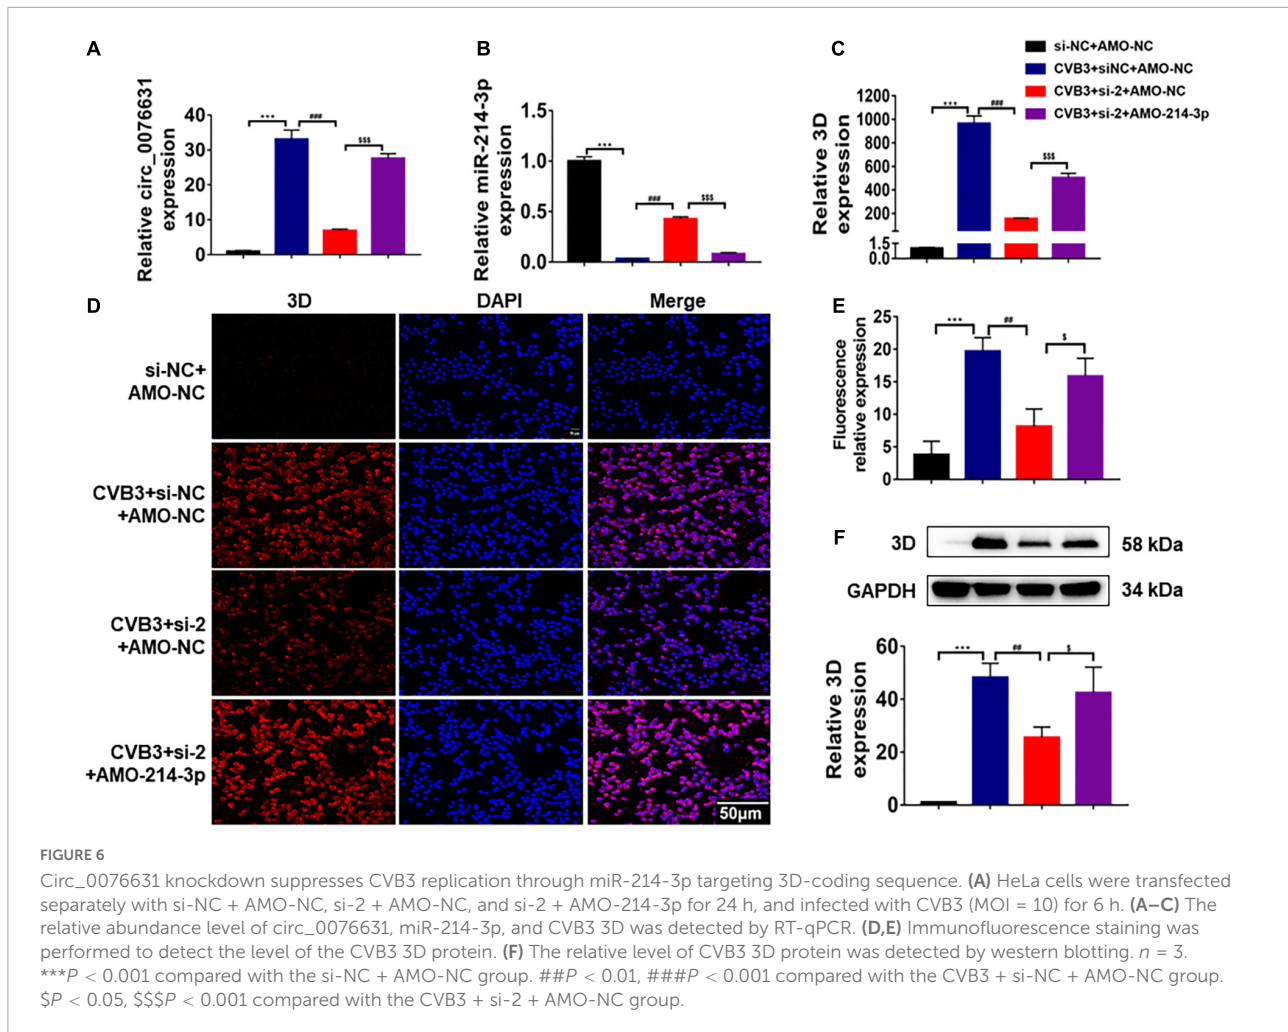 A
Relative circ_0076631
expression
40
30
20
10
0
***
###
$$$
B
Relative miR-214-3p
expression
1.5
1.0
0.5
0.0
***
###
$$$
C
si-NC+AMO-NC
CVB3+siNC+AMO-NC
CVB3+si-2+AMO-NC
CVB3+si-2+AMO-214-3p
Relative 3D
expression
1200
1000
800
600
400
200
1.5
0.0
***
###
$$$
D
3D
DAPI
Merge
si-NC+
AMO-NC
CVB3+si-NC
+AMO-NC
CVB3+si-2
+AMO-NC
CVB3+si-2
+AMO-214-3p
50μm
E
Fluorescence
relative expression
25
20
15
10
5
0
***
##
$
F
3D
58 kDa
GAPDH
34 kDa
Relative 3D
expression
60
40
20
0
***
##
$
FIGURE 6
Circ_0076631 knockdown suppresses CVB3 replication through miR-214-3p targeting 3D-coding sequence. (A) HeLa cells were transfected
separately with si-NC + AMO-NC, si-2 + AMO-NC, and si-2 + AMO-214-3p for 24 h, and infected with CVB3 (MOI = 10) for 6 h. (A–C) The
relative abundance level of circ_0076631, miR-214-3p, and CVB3 3D was detected by RT-qPCR. (D,E) Immunofluorescence staining was
performed to detect the level of the CVB3 3D protein. (F) The relative level of CVB3 3D protein was detected by western blotting. n = 3.
***P < 0.001 compared with the si-NC + AMO-NC group. ##P < 0.01, ###P < 0.001 compared with the CVB3 + si-NC + AMO-NC group.
$P < 0.05, $$$P < 0.001 compared with the CVB3 + si-2 + AMO-NC group.